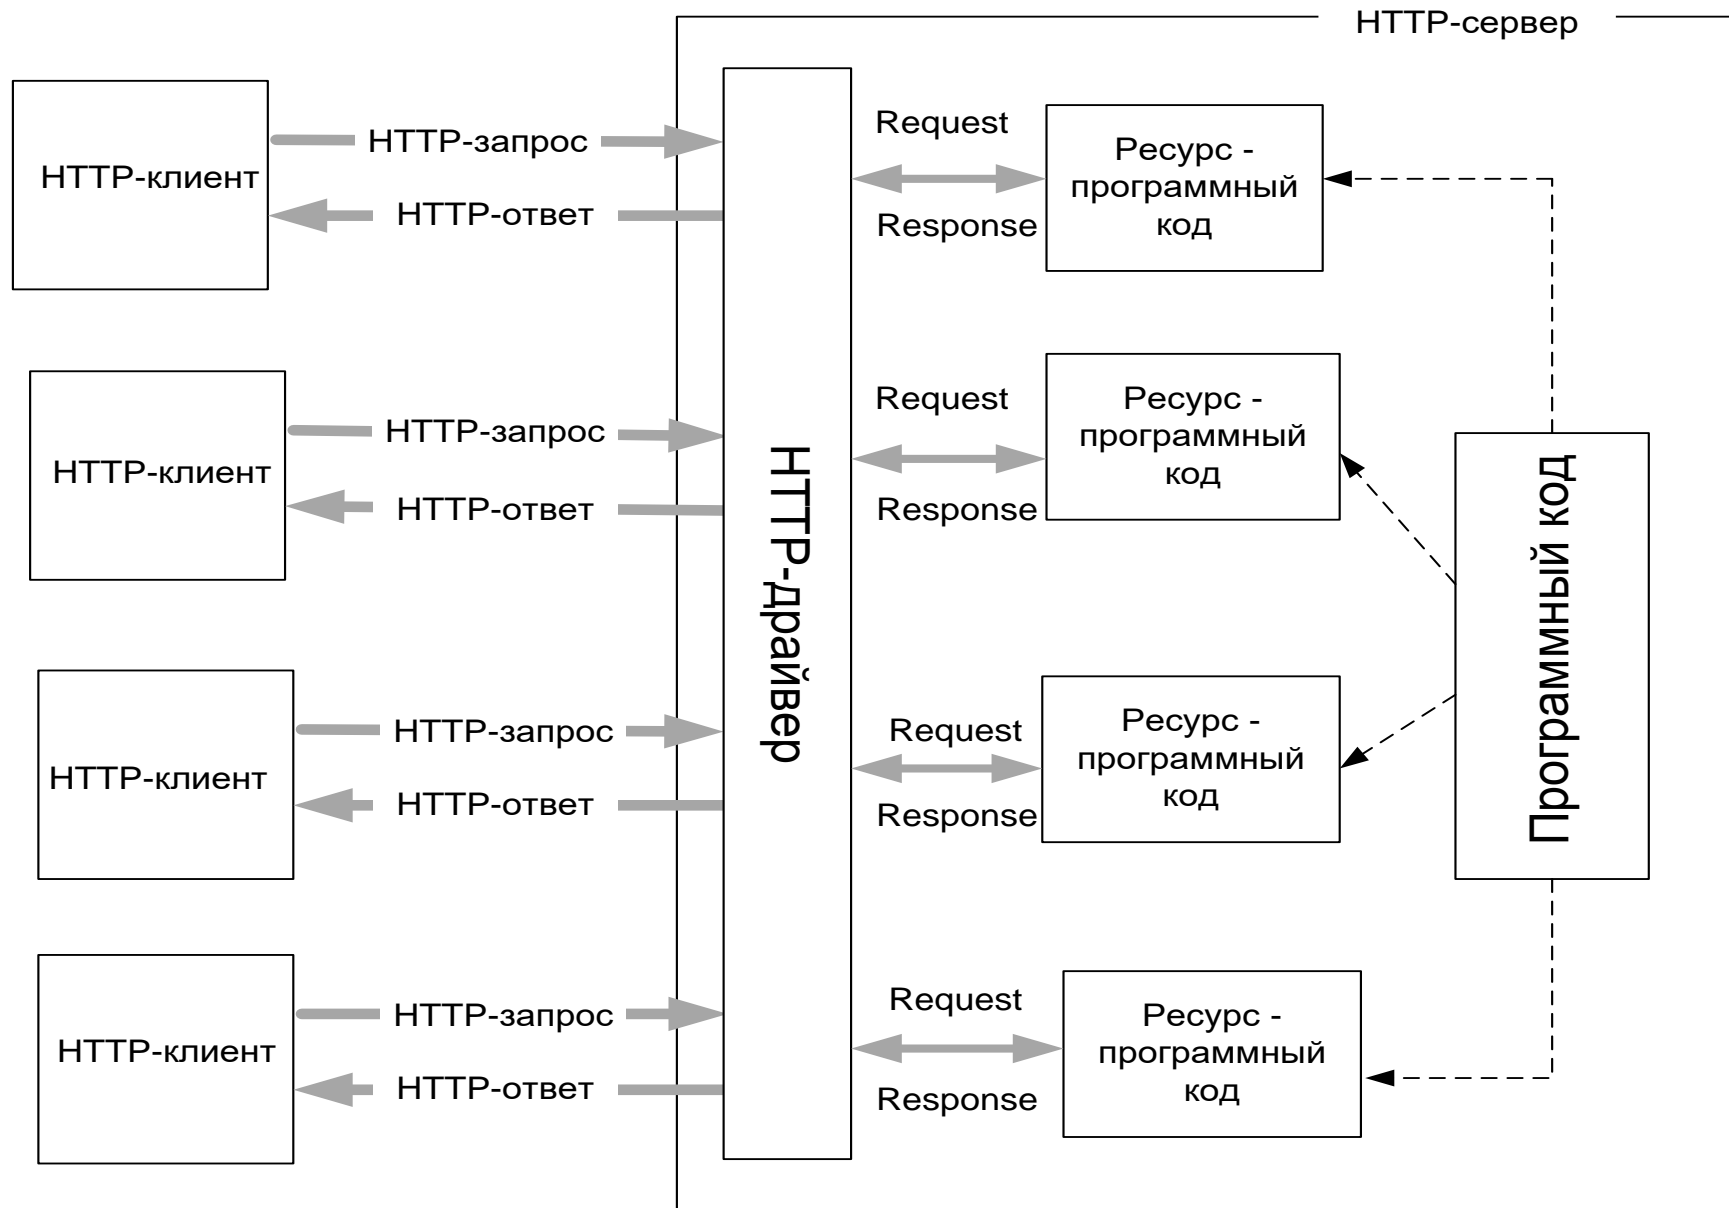 HTTP-сервер
HTTP-клиент
HTTP-запрос
HTTP-ответ
Request
Response
Ресурс -
программный
код
HTTP-клиент
HTTP-запрос
HTTP-ответ
Request
Response
Ресурс -
программный
код
HTTP-драйвер
Программный код
HTTP-клиент
HTTP-запрос
HTTP-ответ
Request
Response
Ресурс -
программный
код
HTTP-клиент
HTTP-запрос
HTTP-ответ
Request
Response
Ресурс -
программный
код